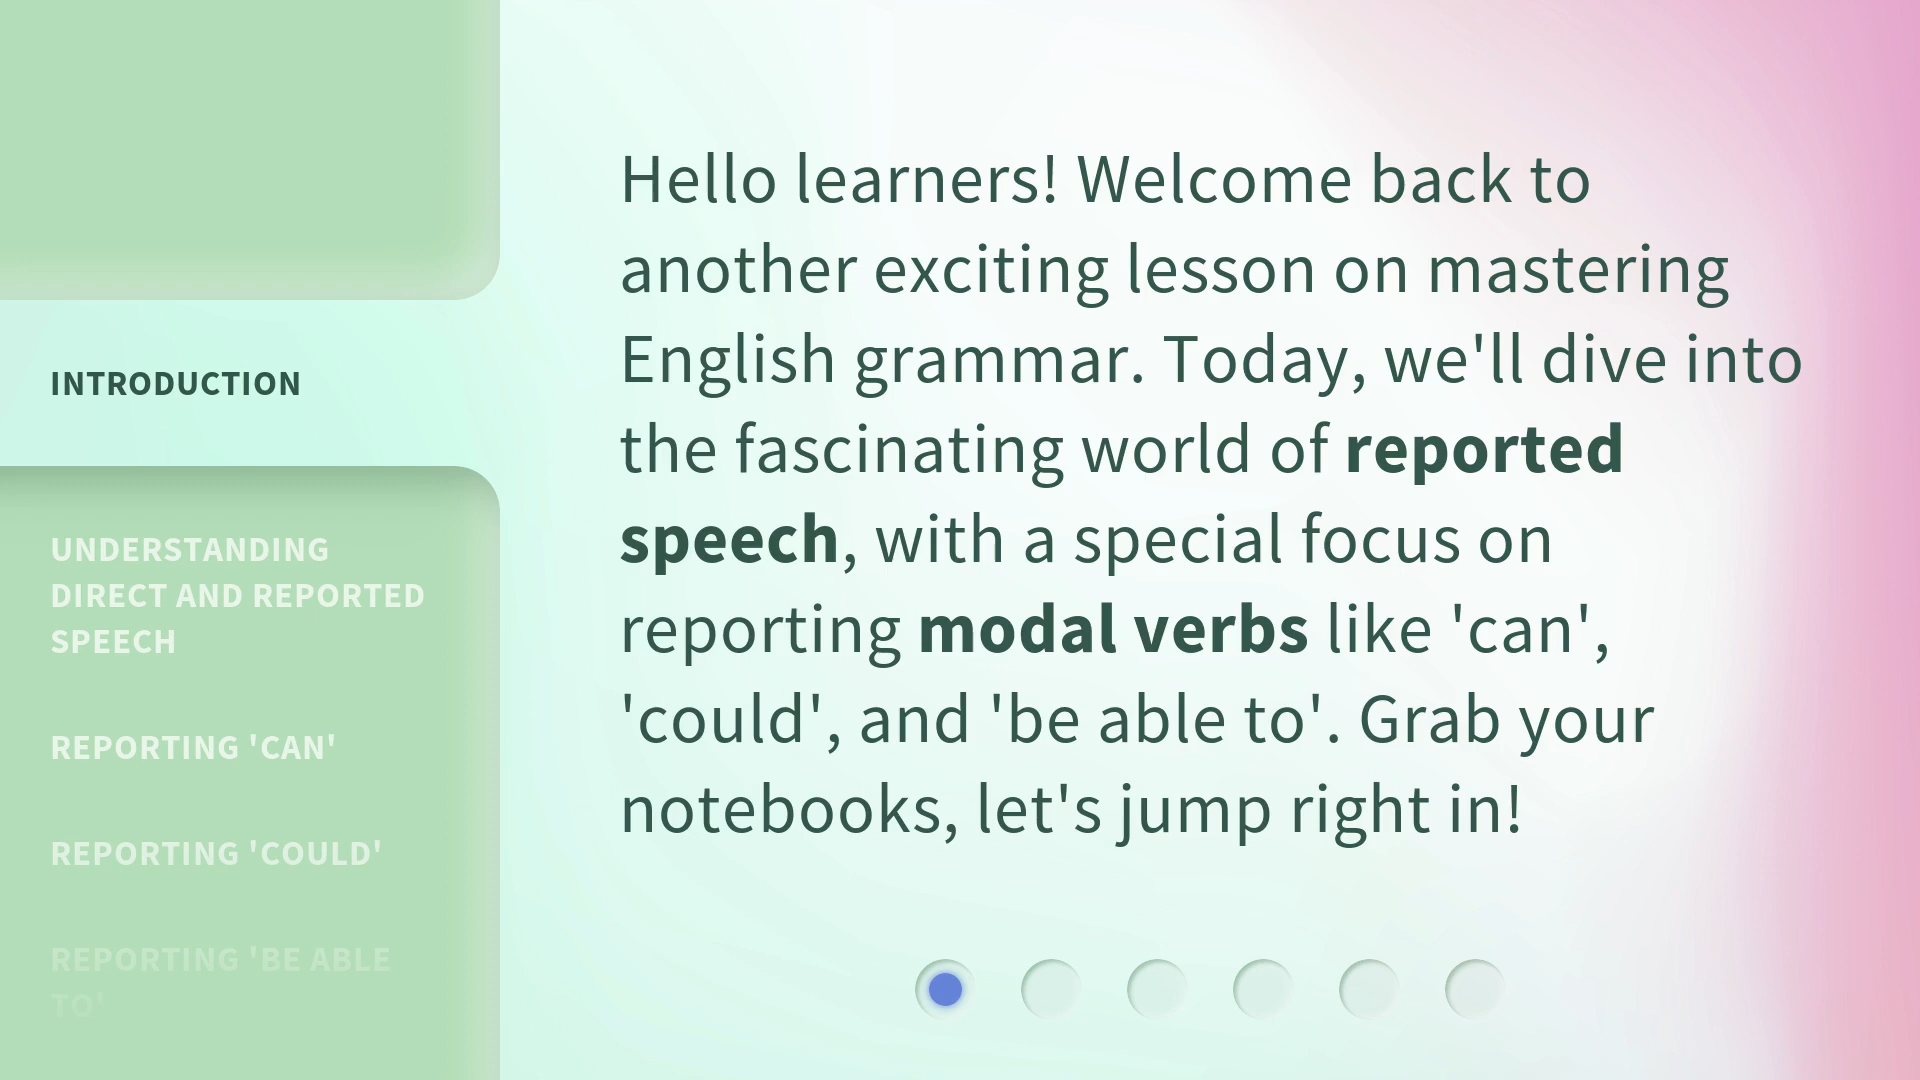 INTRODUCTION
UNDERSTANDING
DIRECT AND REPORTED
SPEECH
REPORTING 'CAN'
REPORTING 'COULD'
REPORTING 'BE ABLE
TO'
Hello learners! Welcome back to
another exciting lesson on mastering
English grammar. Today, we'll dive into
the fascinating world of reported
speech, with a special focus on
reporting modal verbs like 'can',
'could', and 'be able to'. Grab your
notebooks, let's jump right in!